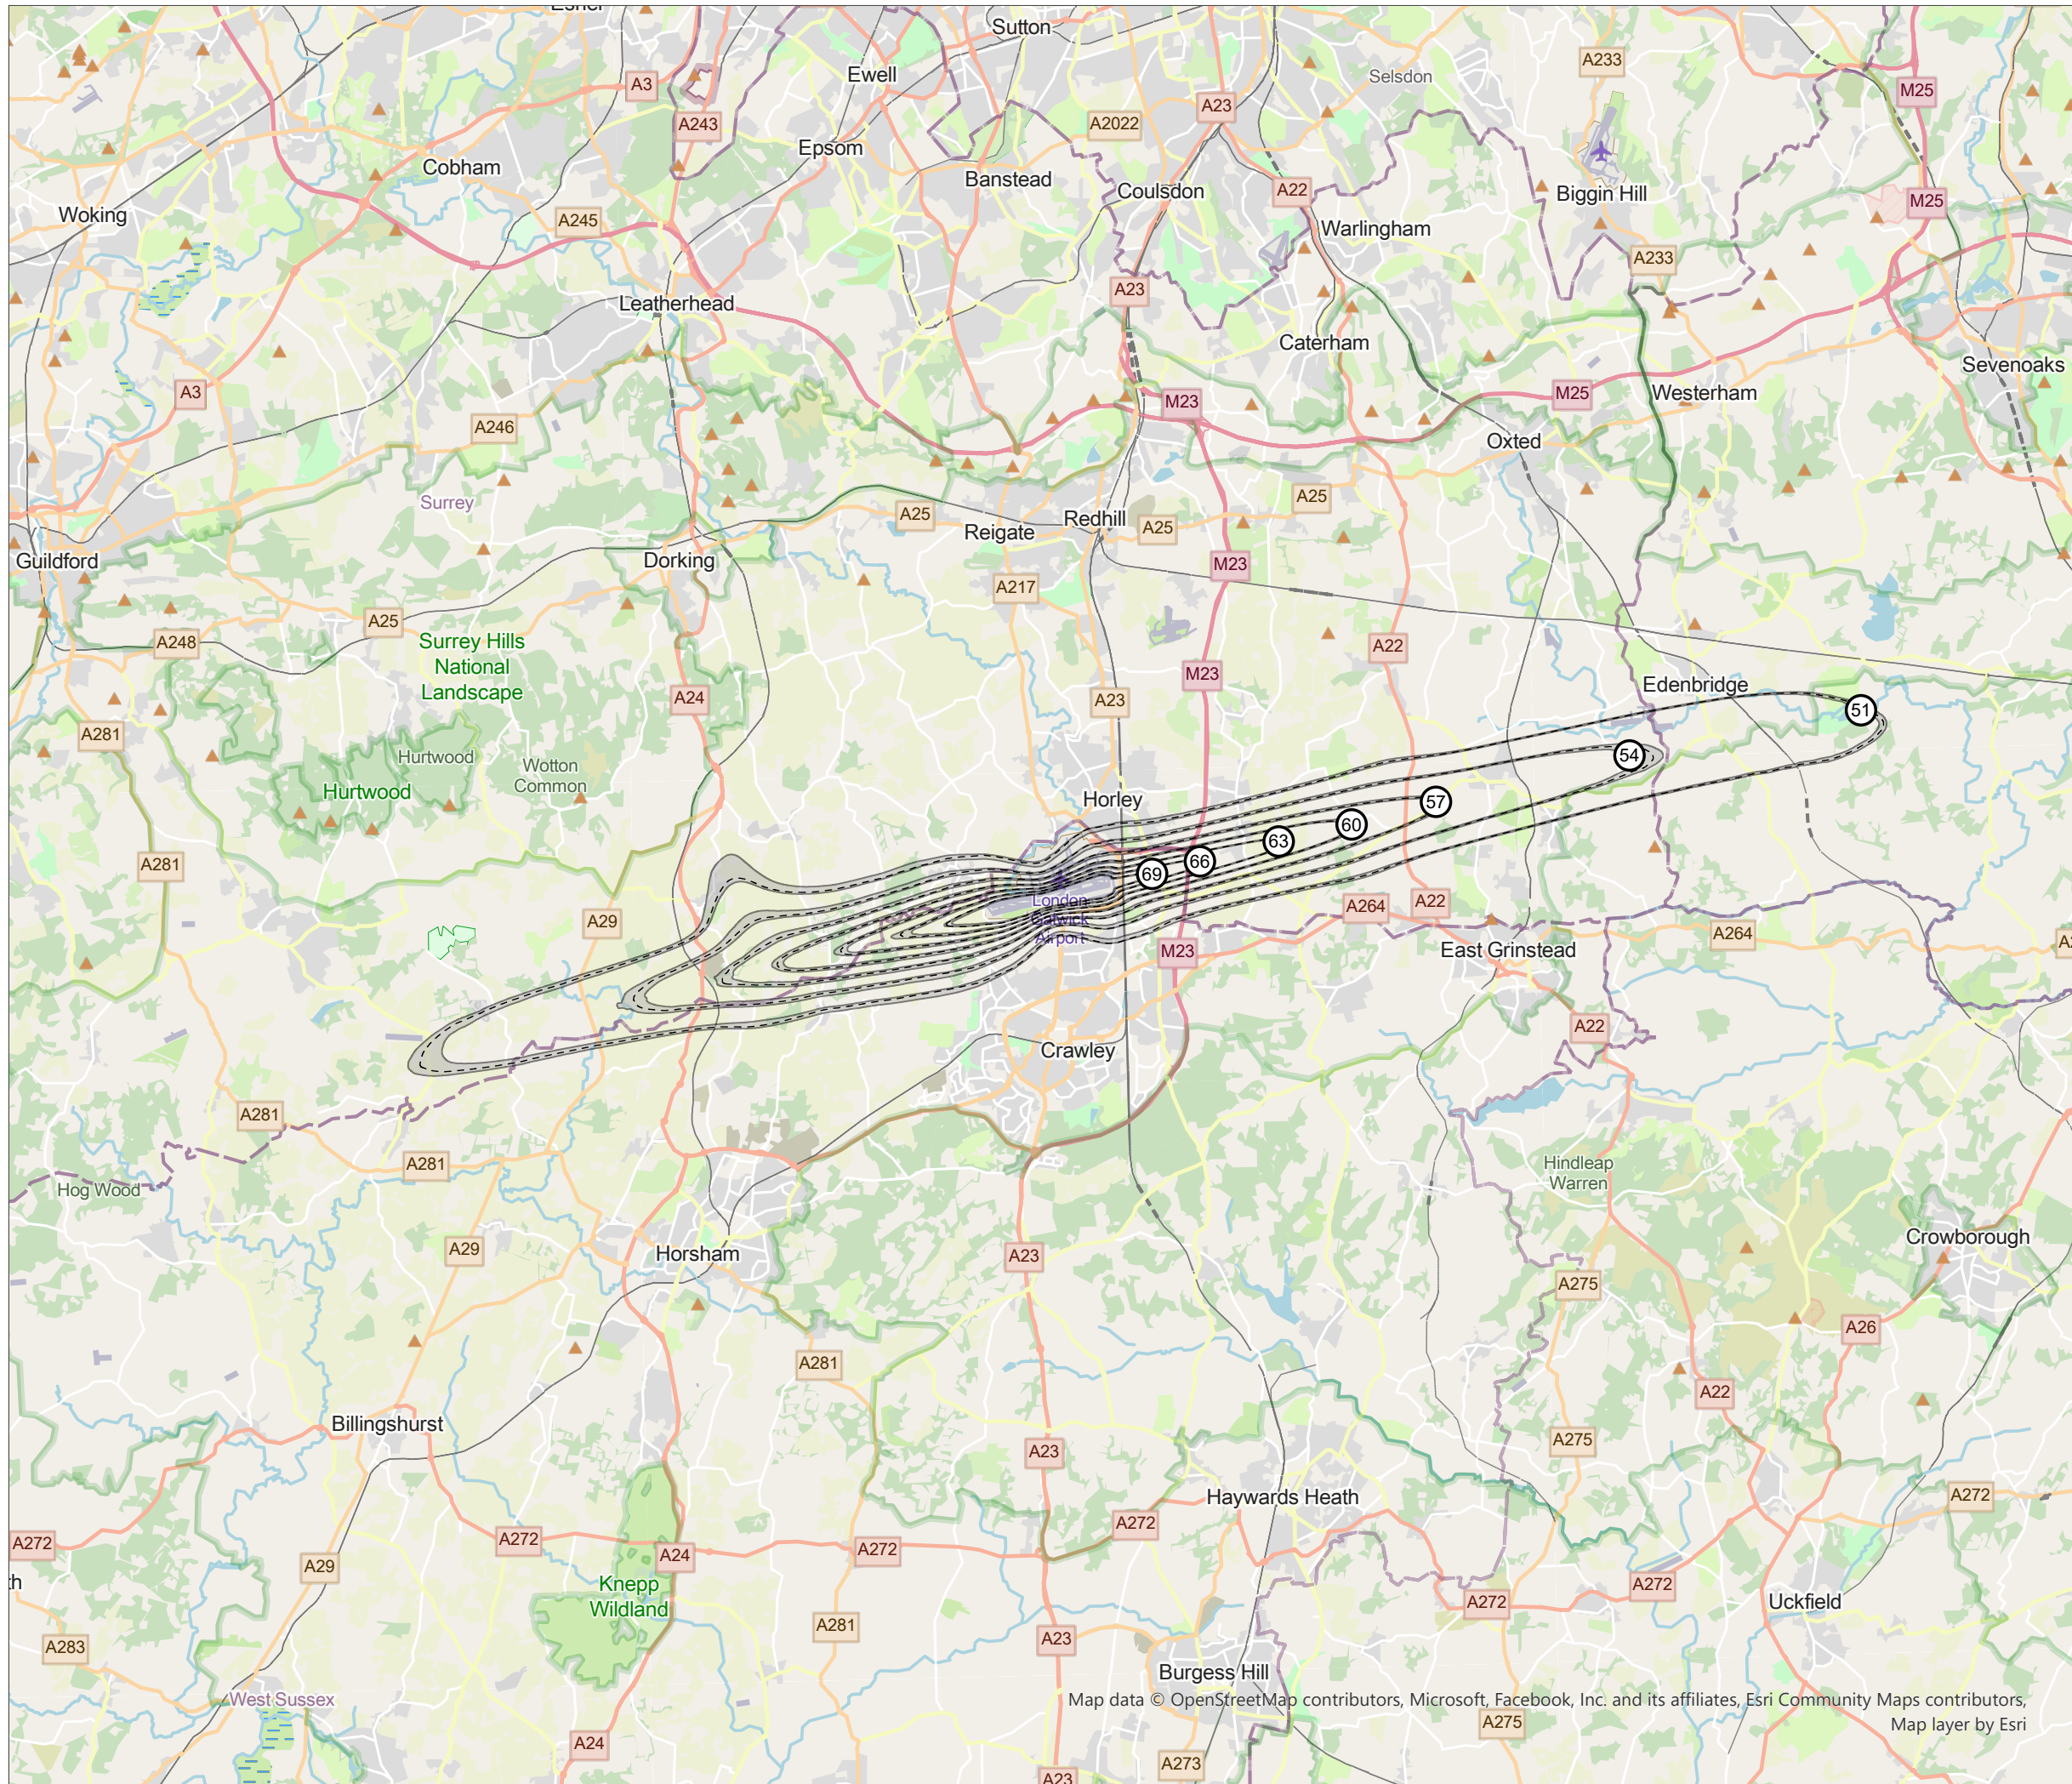 Sutton
Ewell
Selsdon
A233
A3
M25
A243
A2022
A23
Epsom
Cobham
Banstead
Coulsdon
A22
Biggin Hill
M25
Woking
A245
Warlingham
A233
Leatherhead
A23
Caterham
Sevenoaks
A3
M23
M25
Westerham
A246
Oxted
Surrey
A25
A25
Redhill
A25
Reigate
Guildford
Dorking
M23
A217
A25
A248
Surrey Hills
National
Landscape
A22
M23
Edenbridge
A24
A23
51
A281
Hurtwood
54
Wotton
Common
Hurtwood
Horley
57
60
63
66
69
A281
London
Gatwick
Airport
A29
A264
A22
A264
M23
East Grinstead
A22
Crawley
A281
A281
Hindleap
Warren
Hog Wood
Crowborough
A29
Horsham
A23
A275
A26
A281
A22
Billingshurst
A275
A23
Haywards Heath
A272
A272
A272
A272
A272
A24
A29
Knepp
Wildland
A272
A272
Uckfield
A281
A23
A283
Burgess Hill
West Sussex
Map data © OpenStreetMap contributors, Microsoft, Facebook, Inc. and its affiliates, Esri Community Maps contributors,
Map layer by Esri
A275
A24
A273
A23